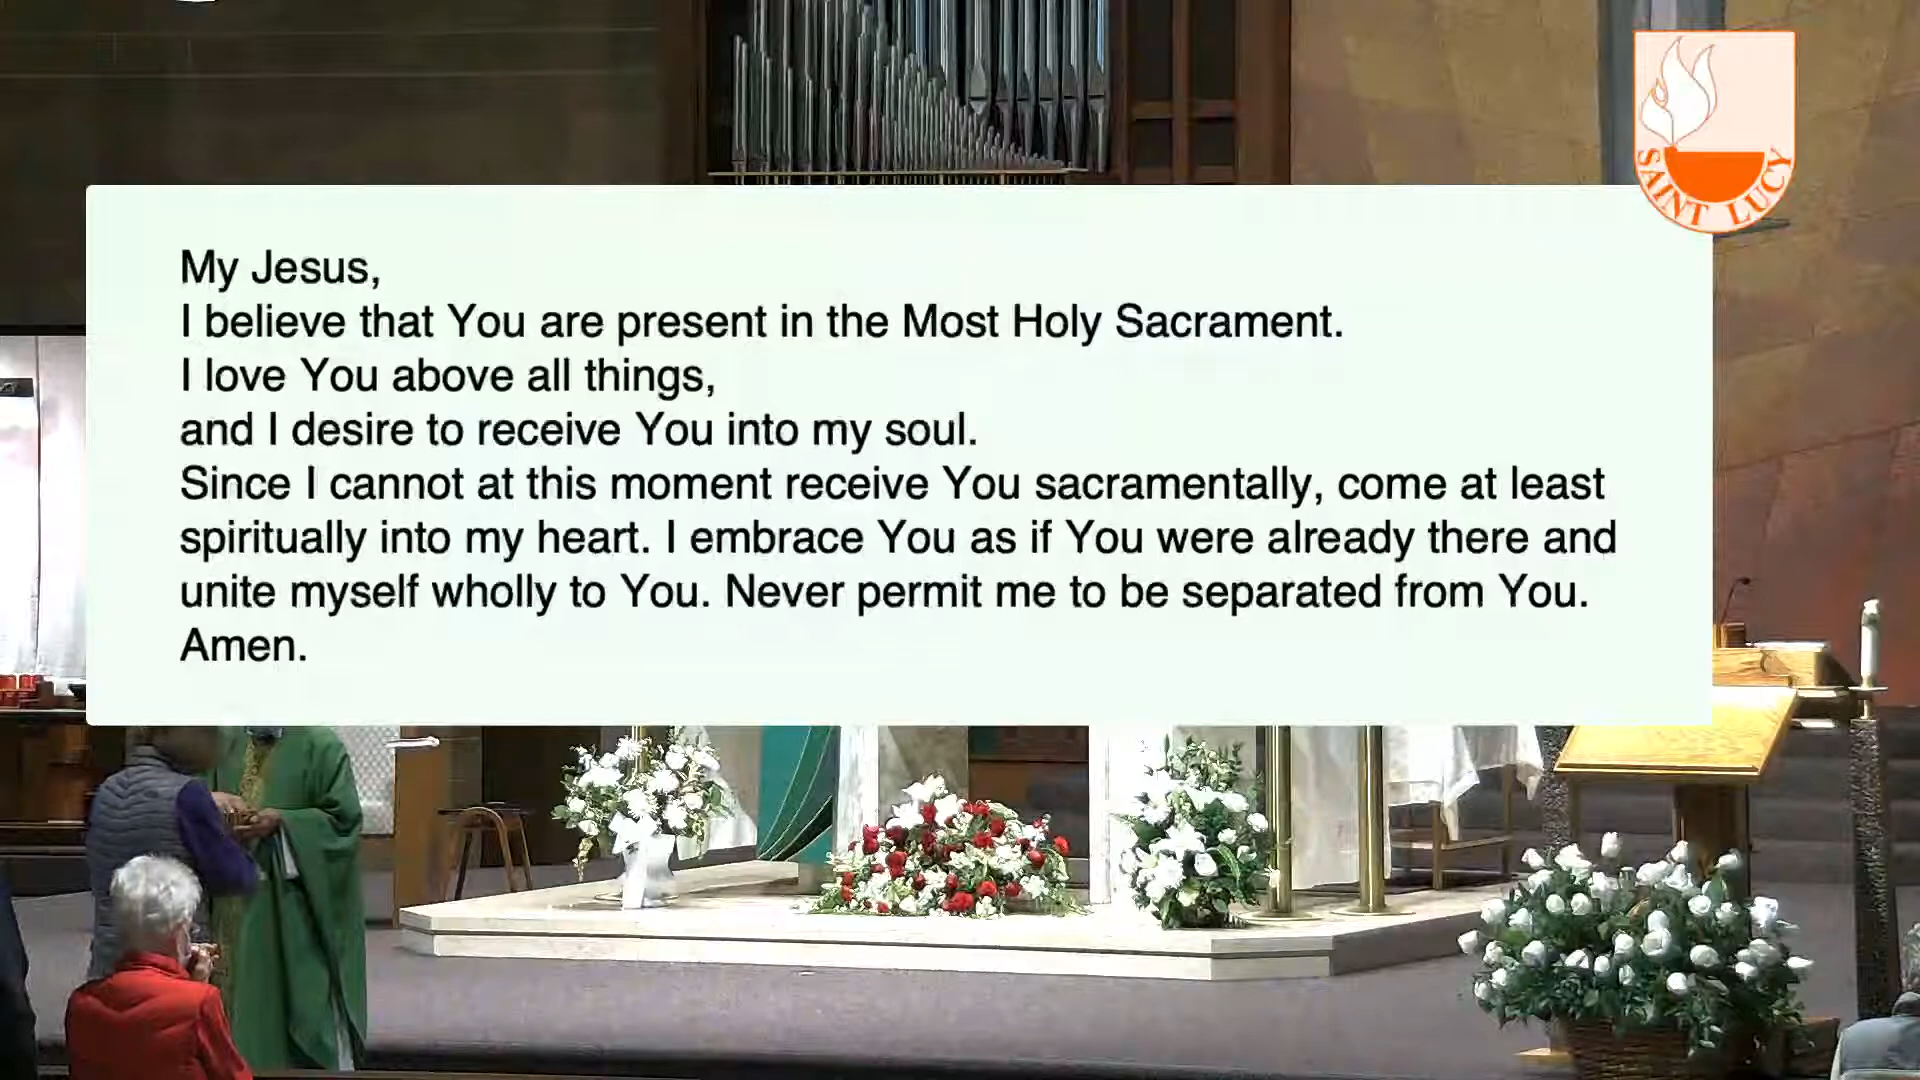 My Jesus,
I believe that You are present in the Most Holy Sacrament.
I love You above all things,
and I desire to receive You into my soul.
Since I cannot at this moment receive You sacramentally, come at least
spiritually into my heart. I embrace You as if You were already there and
unite myself wholly to You. Never permit me to be separated from You.
Amen.
SAINT LUCY